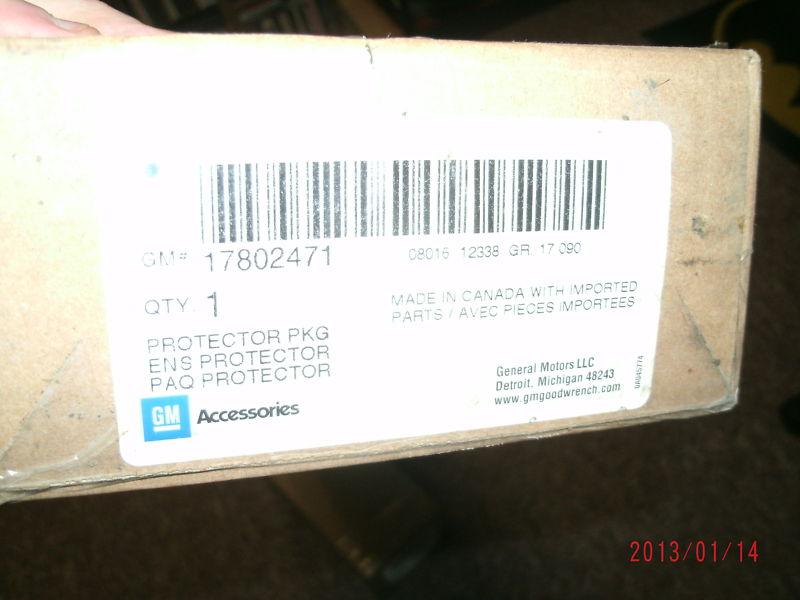 GM# 17802471
08016 12338 GR. 17.090
QTY. 1
MADE IN CANADA WITH IMPORTED
PARTS / AVEC PIECES IMPORTEES
PROTECTOR PKG
ENS PROTECTOR
PAQ PROTECTOR
GM Accessories
General Motors LLC
Detroit, Michigan 48243
www.gmgoodwrench.com
2013/01/14